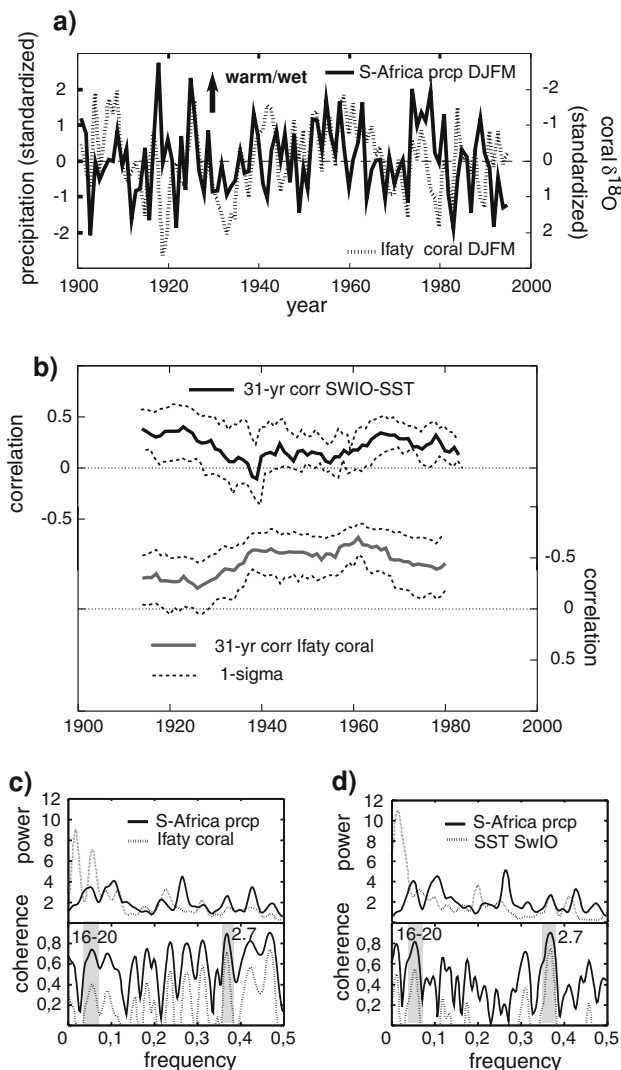 a)
warm/wet
S-Africa prcp DJFM
Ifaty coral DJFM
precipitation (standardized)
2
1
0
-1
-2
-2
-1
0
1
2
coral δ18O
(standardized)
1900 1920 1940 1960 1980 2000
year
b)
31-yr corr SWIO-SST
correlation
0.5
0
-0.5
-0.5
0
0.5
correlation
31-yr corr Ifaty coral
1-sigma
1900 1920 1940 1960 1980 2000
c)
S-Africa prcp
Ifaty coral
power
12
10
8
6
4
2
coherence
16-20
2.7
0,8
0,6
0,4
0,2
0 0,1 0,2 0,3 0,4 0,5
frequency
d)
S-Africa prcp
SST SwIO
power
12
10
8
6
4
2
coherence
16-20
2.7
0,8
0,6
0,4
0,2
0 0,1 0,2 0,3 0,4 0,5
frequency